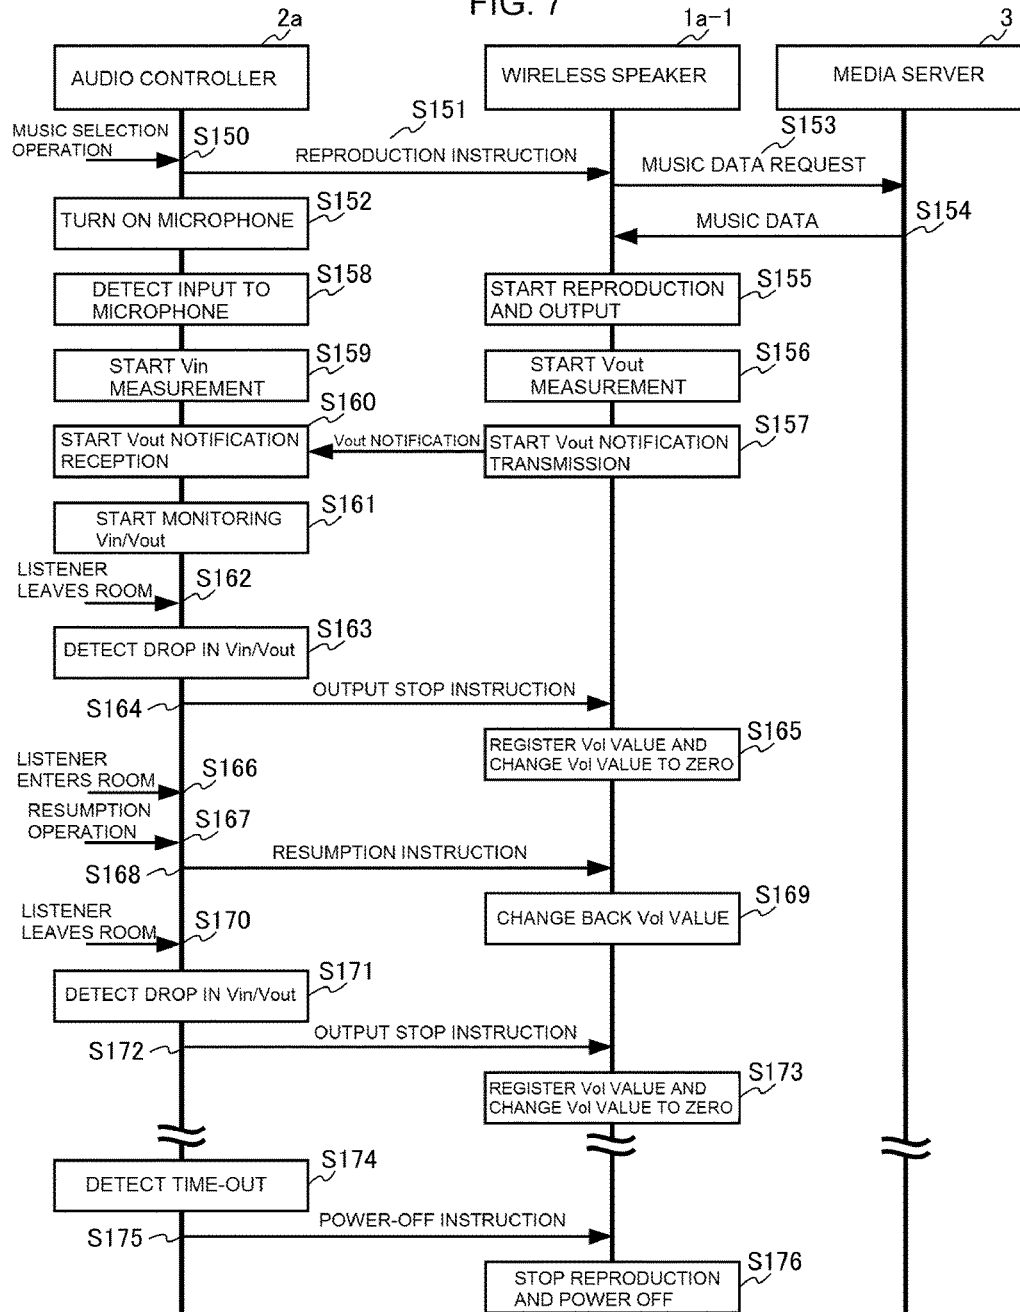 FIG. 7
2a
1a-1
3
AUDIO CONTROLLER
WIRELESS SPEAKER
MEDIA SERVER
MUSIC SELECTION
OPERATION
S150
S151
REPRODUCTION INSTRUCTION
S153
MUSIC DATA REQUEST
TURN ON MICROPHONE
S152
MUSIC DATA
S154
DETECT INPUT TO
MICROPHONE
S158
START REPRODUCTION
AND OUTPUT
S155
START Vin
MEASUREMENT
S159
START Vout
MEASUREMENT
S156
S160
START Vout NOTIFICATION
RECEPTION
Vout NOTIFICATION
START Vout NOTIFICATION
TRANSMISSION
S157
START MONITORING
Vin/Vout
S161
LISTENER
LEAVES ROOM
S162
DETECT DROP IN Vin/Vout
S163
OUTPUT STOP INSTRUCTION
S164
REGISTER Vol VALUE AND
CHANGE Vol VALUE TO ZERO
S165
LISTENER
ENTERS ROOM
S166
RESUMPTION
OPERATION
S167
RESUMPTION INSTRUCTION
S168
CHANGE BACK Vol VALUE
S169
LISTENER
LEAVES ROOM
S170
DETECT DROP IN Vin/Vout
S171
OUTPUT STOP INSTRUCTION
S172
REGISTER Vol VALUE AND
CHANGE Vol VALUE TO ZERO
S173
DETECT TIME-OUT
S174
POWER-OFF INSTRUCTION
S175
STOP REPRODUCTION
AND POWER OFF
S176